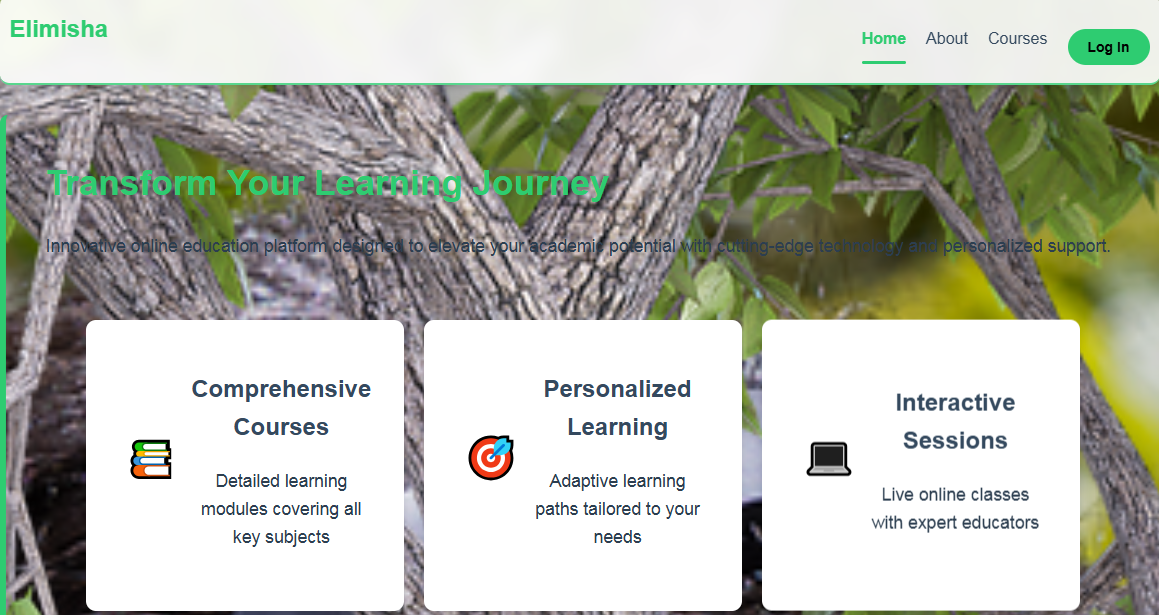 Elimisha
Home About Courses Log In
Transform Your Learning Journey
Innovative online education platform designed to elevate your academic potential with cutting-edge technology and personalized support.
Comprehensive
Courses
Detailed learning
modules covering all
key subjects
Personalized
Learning
Adaptive learning
paths tailored to your
needs
Interactive
Sessions
Live online classes
with expert educators